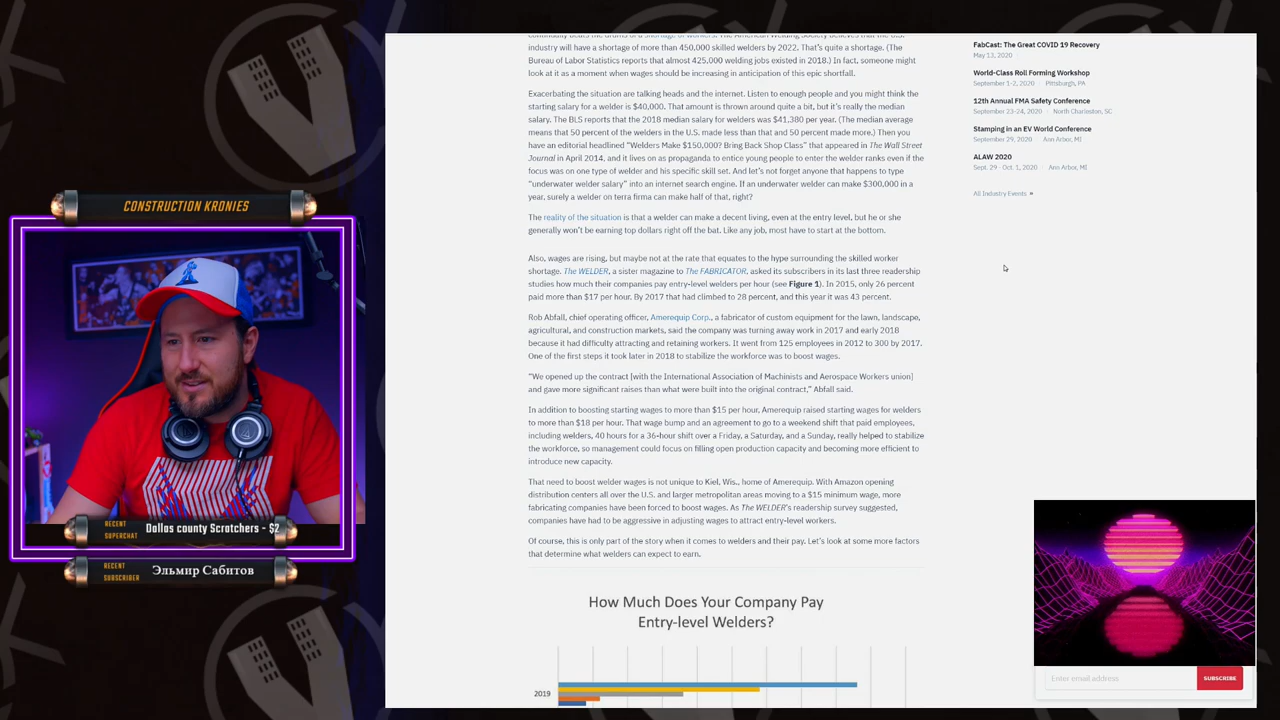 community beats the drums of a shortage of workers. The American Welding Society believes that the U.S.
industry will have a shortage of more than 450,000 skilled welders by 2022. That's quite a shortage. (The
Bureau of Labor Statistics reports that almost 425,000 welding jobs existed in 2018.) In fact, someone might
look at it as a moment when wages should be increasing in anticipation of this epic shortfall.
Exacerbating the situation are talking heads and the internet. Listen to enough people and you might think the
starting salary for a welder is $40,000. That amount is thrown around quite a bit, but it's really the median
salary. The BLS reports that the 2018 median salary for welders was $41,380 per year. (The median average
means that 50 percent of the welders in the U.S. made less than that and 50 percent made more.) Then you
have an editorial headlined “Welders Make $150,000? Bring Back Shop Class” that appeared in The Wall Street
Journal in April 2014, and it lives on as propaganda to entice young people to enter the welder ranks even if the
focus was on one type of welder and his specific skill set. And let's not forget anyone that happens to type
“underwater welder salary” into an internet search engine. If an underwater welder can make $300,000 in a
year, surely a welder on terra firma can make half of that, right?
The reality of the situation is that a welder can make a decent living, even at the entry level, but he or she
generally won't be earning top dollars right off the bat. Like any job, most have to start at the bottom.
Also, wages are rising, but maybe not at the rate that equates to the hype surrounding the skilled worker
shortage. The WELDER, a sister magazine to The FABRICATOR, asked its subscribers in its last three readership
studies how much their companies pay entry-level welders per hour (see Figure 1). In 2015, only 26 percent
paid more than $17 per hour. By 2017 that had climbed to 28 percent, and this year it was 43 percent.
Rob Abfall, chief operating officer, Amerequip Corp., a fabricator of custom equipment for the lawn, landscape,
agricultural, and construction markets, said the company was turning away work in 2017 and early 2018
because it had difficulty attracting and retaining workers. It went from 125 employees in 2012 to 300 by 2017.
One of the first steps it took later in 2018 to stabilize the workforce was to boost wages.
“We opened up the contract [with the International Association of Machinists and Aerospace Workers union]
and gave more significant raises than what were built into the original contract,” Abfall said.
In addition to boosting starting wages to more than $15 per hour, Amerequip raised starting wages for welders
to more than $18 per hour. That wage bump and an agreement to go to a weekend shift that paid employees,
including welders, 40 hours for a 36-hour shift over a Friday, a Saturday, and a Sunday, really helped to stabilize
the workforce, so management could focus on filling open production capacity and becoming more efficient to
introduce new capacity.
That need to boost welder wages is not unique to Kiel, Wis., home of Amerequip. With Amazon opening
distribution centers all over the U.S. and larger metropolitan areas moving to a $15 minimum wage, more
fabricating companies have been forced to boost wages. As The WELDER's readership survey suggested,
companies have had to be aggressive in adjusting wages to attract entry-level workers.
Of course, this is only part of the story when it comes to welders and their pay. Let's look at some more factors
that determine what welders can expect to earn.
How Much Does Your Company Pay
Entry-level Welders?
2019
FabCast: The Great COVID 19 Recovery
May 13, 2020
World-Class Roll Forming Workshop
September 1-2, 2020 | Pittsburgh, PA
12th Annual FMA Safety Conference
September 23-24, 2020 | North Charleston, SC
Stamping in an EV World Conference
September 29, 2020 | Ann Arbor, MI
ALAW 2020
Sept. 29 - Oct. 1, 2020 | Ann Arbor, MI
All Industry Events »
Enter email address
SUBSCRIBE
CONSTRUCTION KRONIES
RECENT
SUPERCHAT
Dallas county Scratchers - $2
RECENT
SUBSCRIBER
Эльмир Сабитов